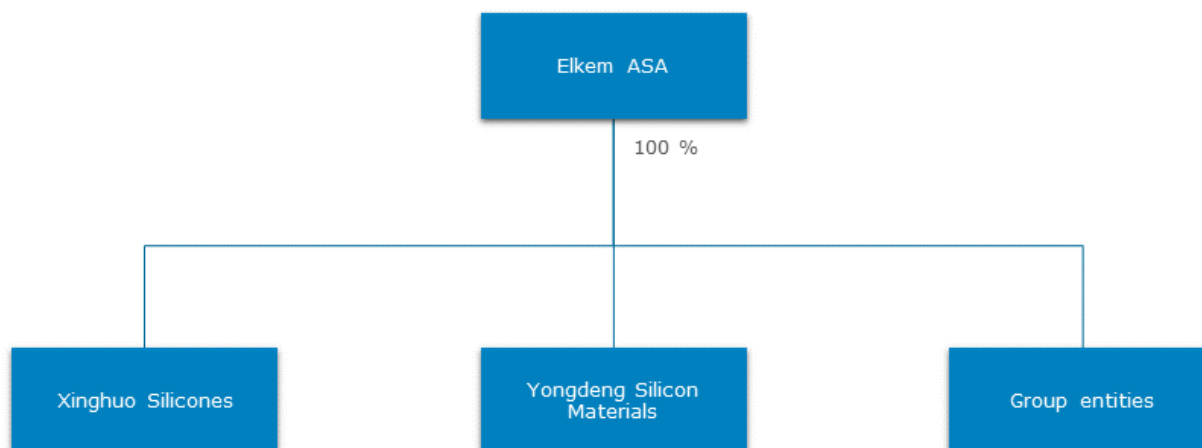 Elkem ASA
100 %
Xinghuo Silicones
Yongdeng Silicon
Materials
Group entities